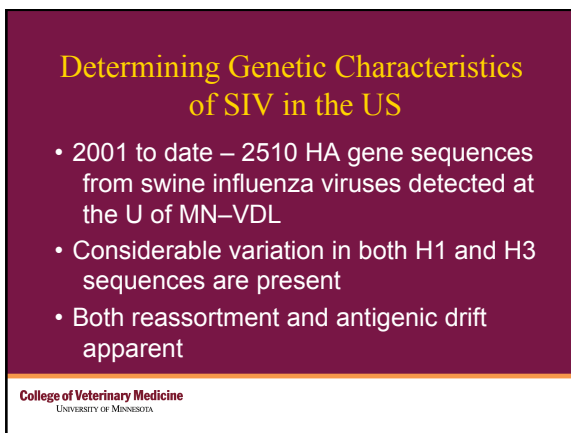 Determining Genetic Characteristics
of SIV in the US
• 2001 to date – 2510 HA gene sequences
from swine influenza viruses detected at
the U of MN–VDL
• Considerable variation in both H1 and H3
sequences are present
• Both reassortment and antigenic drift
apparent
College of Veterinary Medicine
UNIVERSITY OF MINNESOTA